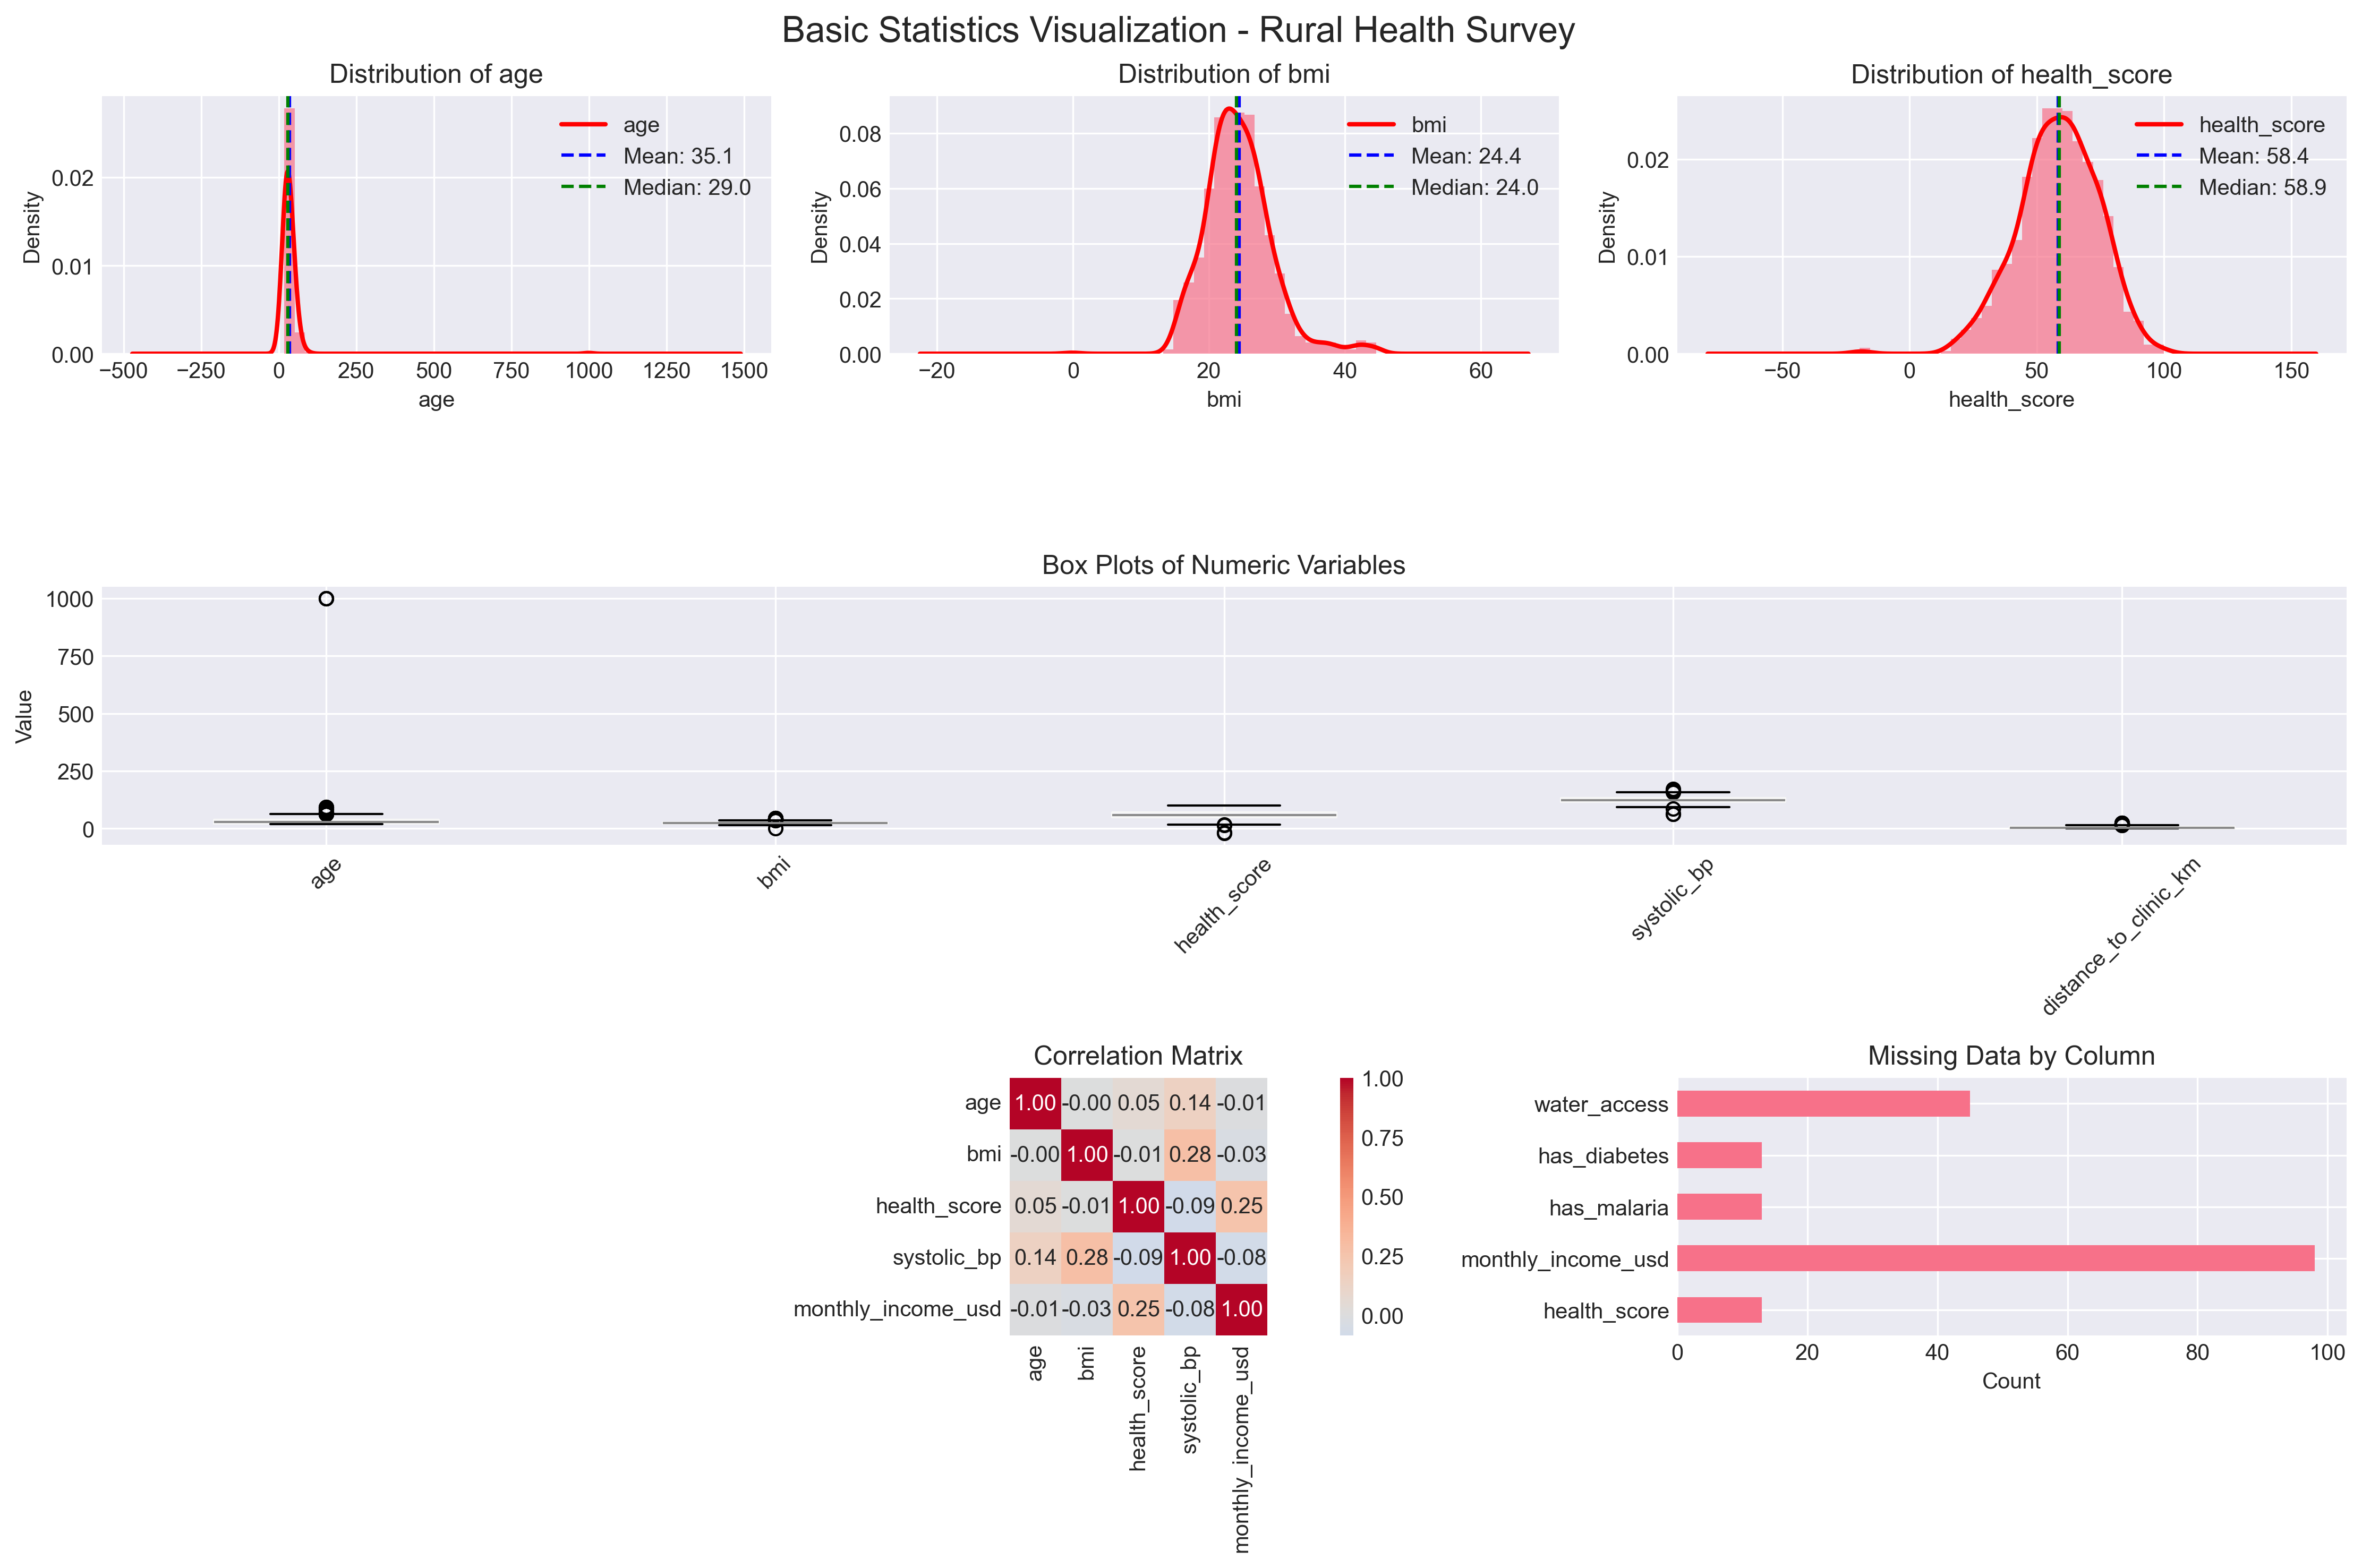 Basic Statistics Visualization - Rural Health Survey
Distribution of age
0.02
0.01
0.00
Density
−500 −250 0 250 500 750 1000 1250 1500
age
age
Mean: 35.1
Median: 29.0
Distribution of bmi
0.08
0.06
0.04
0.02
0.00
Density
−20 0 20 40 60
bmi
bmi
Mean: 24.4
Median: 24.0
Distribution of health_score
0.02
0.01
0.00
Density
−50 0 50 100 150
health_score
health_score
Mean: 58.4
Median: 58.9
Box Plots of Numeric Variables
1000
750
500
250
0
Value
age
bmi
health_score
systolic_bp
distance_to_clinic_km
Correlation Matrix
age 1.00 -0.00 0.05 0.14 -0.01
bmi -0.00 1.00 -0.01 0.28 -0.03
health_score 0.05 -0.01 1.00 -0.09 0.25
systolic_bp 0.14 0.28 -0.09 1.00 -0.08
monthly_income_usd -0.01 -0.03 0.25 -0.08 1.00
age
bmi
health_score
systolic_bp
monthly_income_usd
1.00
0.75
0.50
0.25
0.00
Missing Data by Column
water_access
has_diabetes
has_malaria
monthly_income_usd
health_score
0 20 40 60 80 100
Count